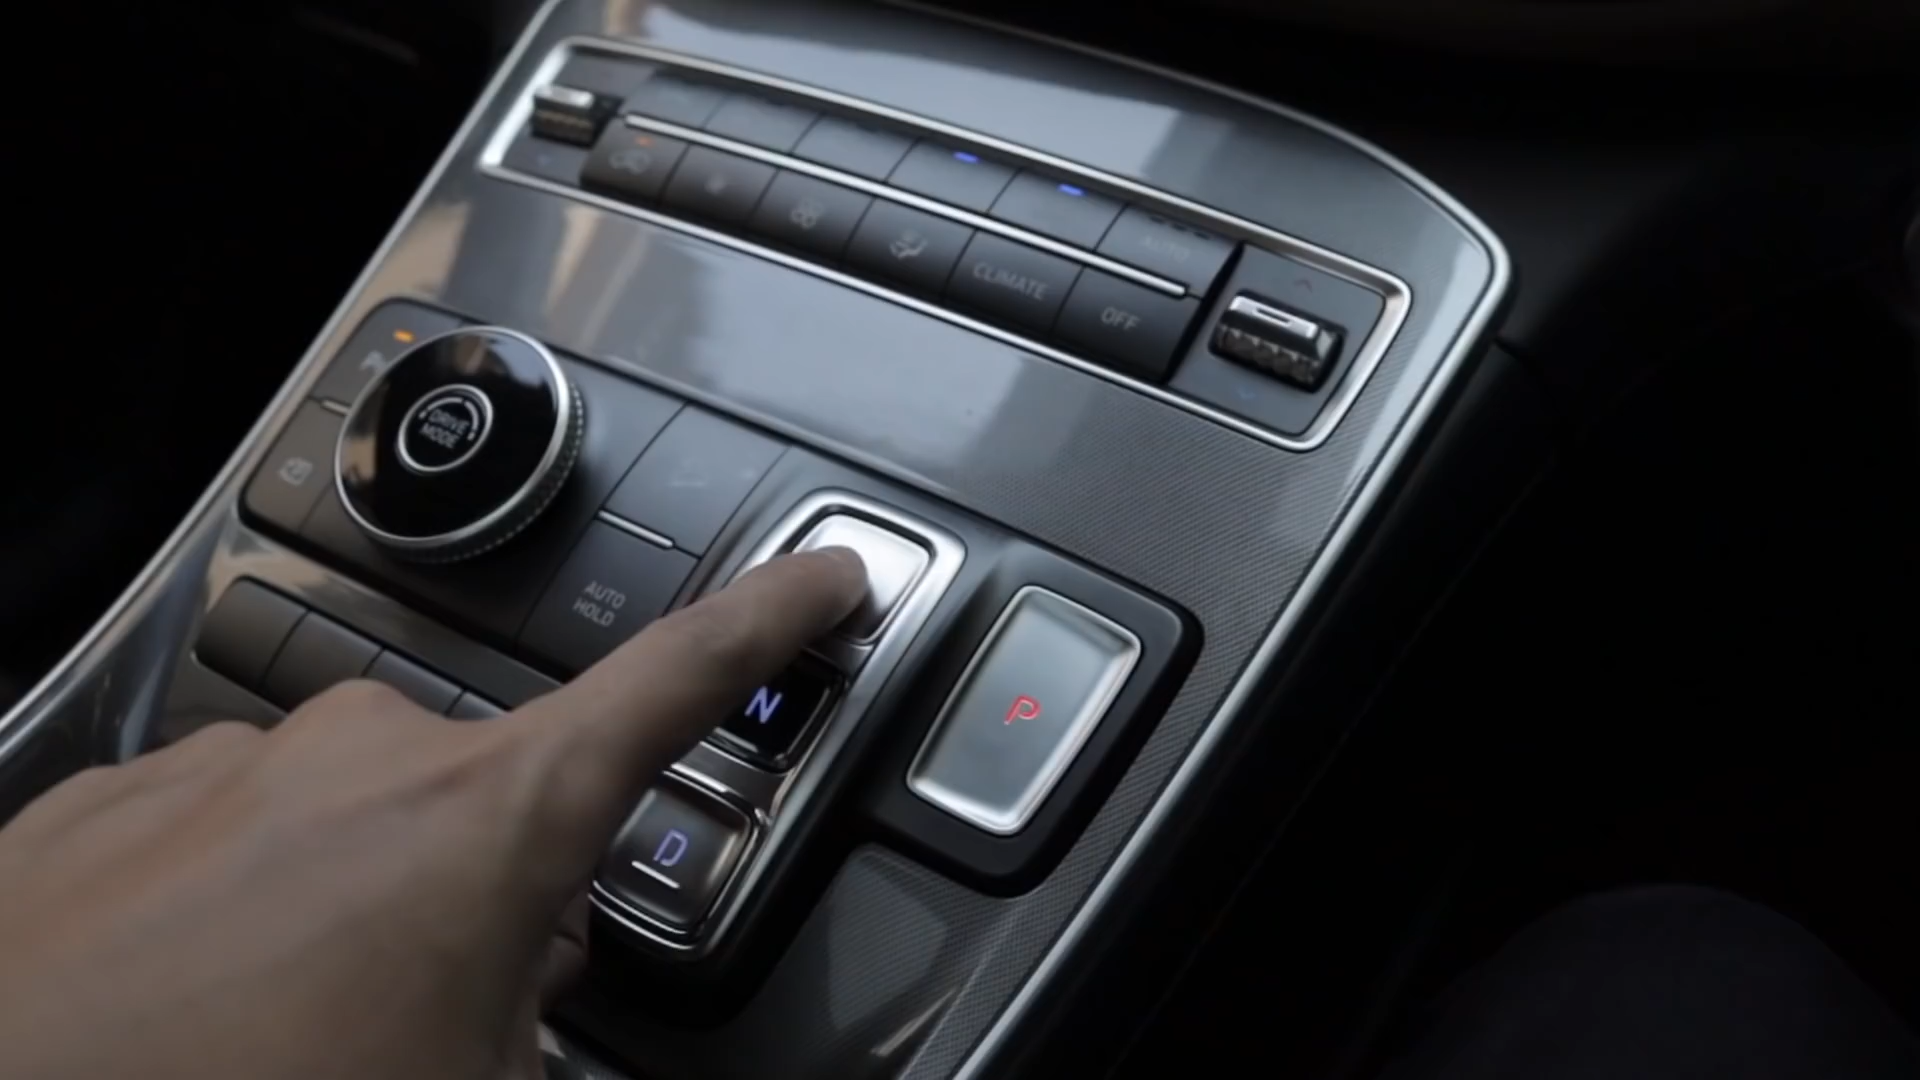 AUTO
CLIMATE
OFF
DRIVE
MODE
AUTO
HOLD
N
P
D